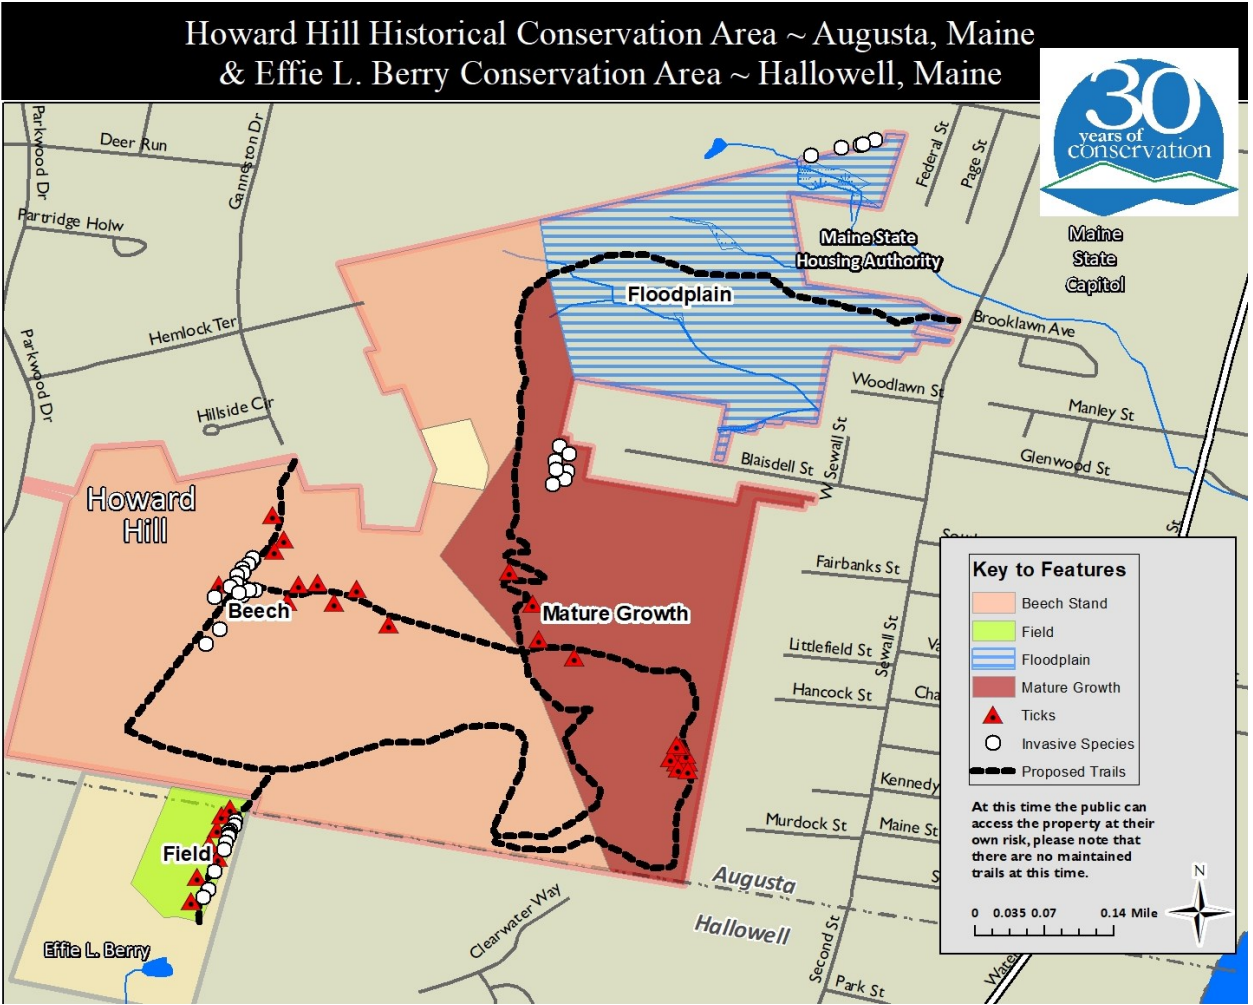 Howard Hill Historical Conservation Area ~ Augusta, Maine
& Effie L. Berry Conservation Area ~ Hallowell, Maine
30
years of
conservation
Parkwood Dr
Deer Run
Ganneston Dr
Federal St
Page St
Partridge Holw
Maine State
Housing Authority
Maine
State
Capitol
Floodplain
Hemlock Ter
Brooklawn Ave
Parkwood Dr
Woodlawn St
Hillside Cir
Manley St
Blaisdell St
W Sewall St
Glenwood St
Howard
Hill
St
Fairbanks St
Beech
Mature Growth
Littlefield St
Sewall St
Hancock St
Kennedy
Murdock St
Maine St
Field
Augusta
Hallowell
Effie L. Berry
Clearwater Way
Second St
Park St
Key to Features
Beech Stand
Field
Floodplain
Mature Growth
Ticks
Invasive Species
Proposed Trails
At this time the public can
access the property at their
own risk, please note that
there are no maintained
trails at this time.
N
0 0.035 0.07 0.14 Mile